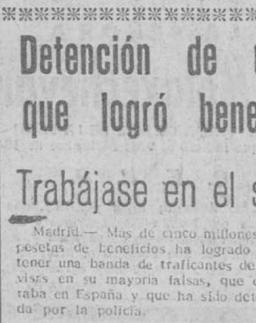 Detención de
que logró bene
Trabájase en el s
Madrid.— Mas de cinco millones
pesetas de beneficios ha logrado
tener una banda de traficantes de
visas en su mayoria falsas, que
taba en España y que ha sido det
da por la policía.